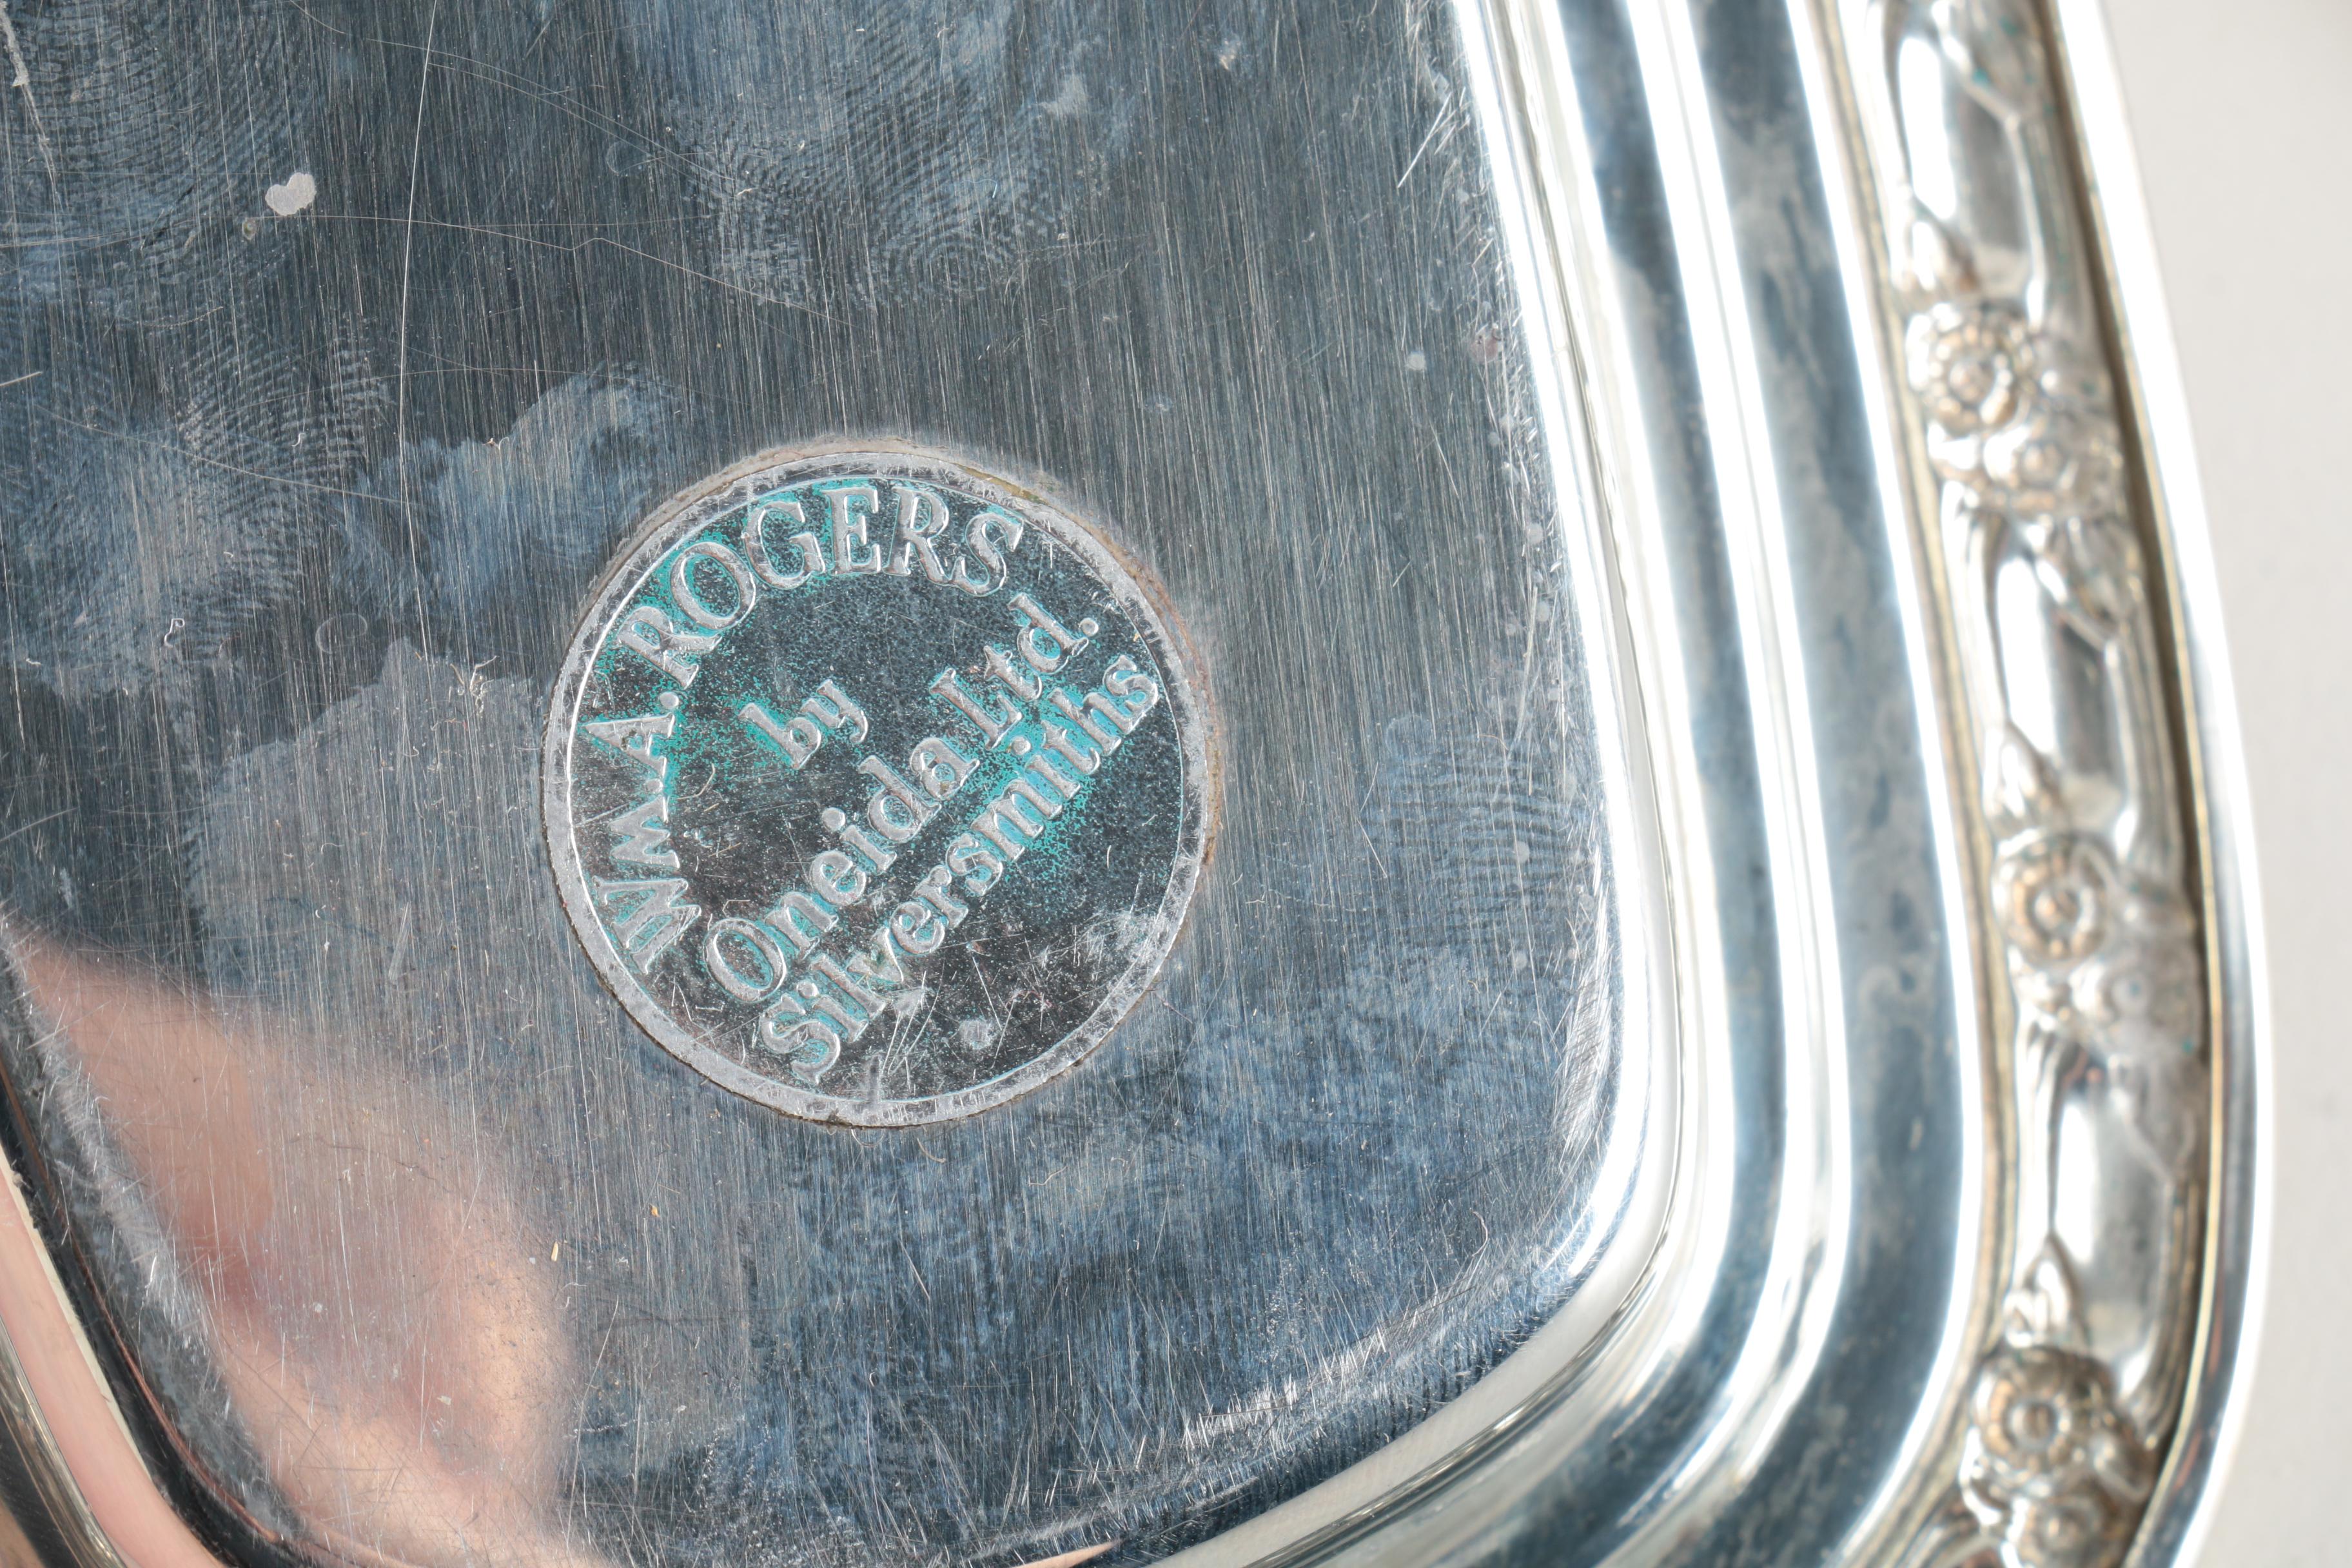 WM.A.ROGERS
by
Oneida Ltd.
Silversmiths